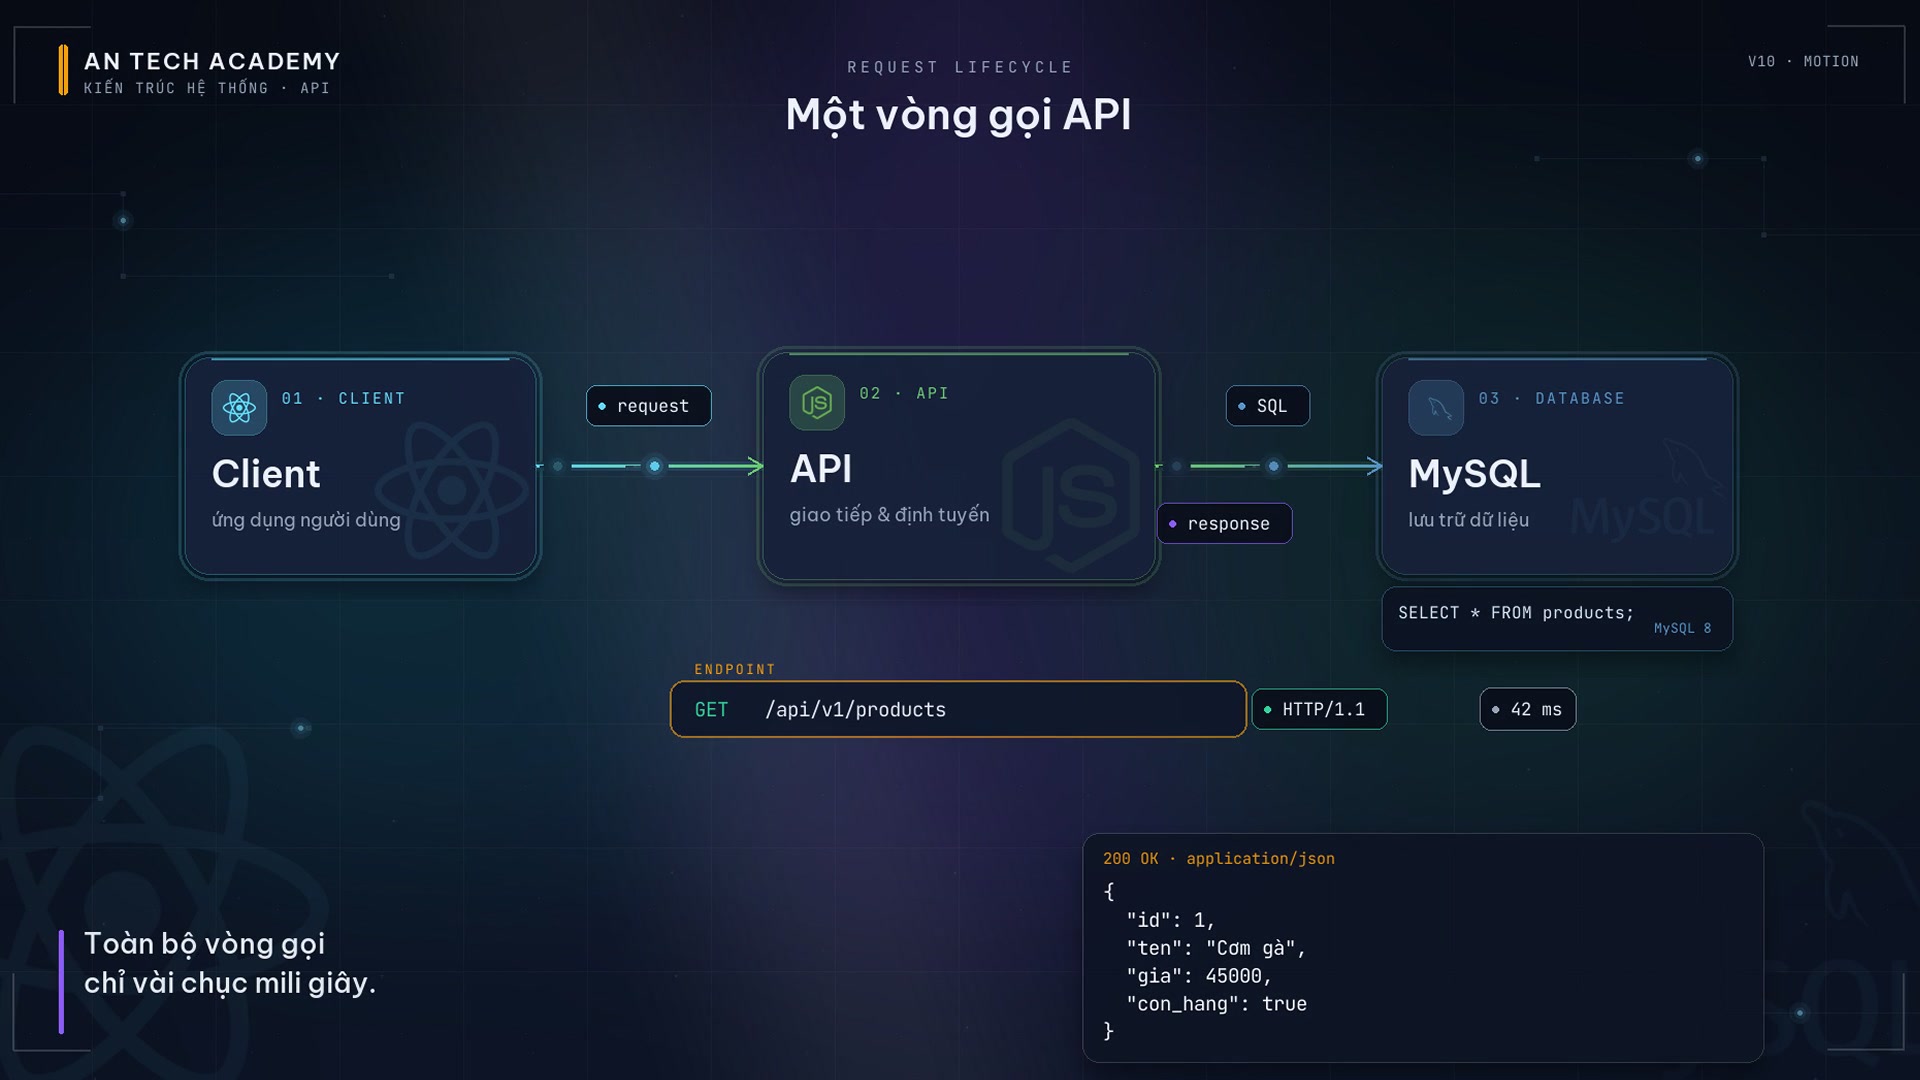 AN TECH ACADEMY
KIẾN TRÚC HỆ THỐNG · API
REQUEST LIFECYCLE
Một vòng gọi API
V10 · MOTION
01 · CLIENT
Client
ứng dụng người dùng
request
02 · API
API
giao tiếp & định tuyến
JS
JS
SQL
response
03 · DATABASE
MySQL
lưu trữ dữ liệu
MySQL
SELECT * FROM products;
MySQL 8
ENDPOINT
GET /api/v1/products
HTTP/1.1
42 ms
200 OK · application/json
{
"id": 1,
"ten": "Cơm gà",
"gia": 45000,
"con_hang": true
}
Toàn bộ vòng gọi
chỉ vài chục mili giây.
SQL